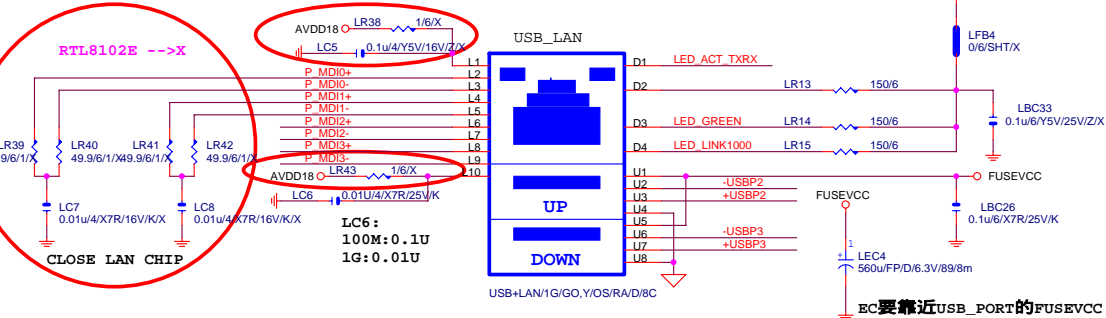 AVDD18 LR38 1/6/X
LC5 0.1u/4/Y5V/16V/Z/X
RTL8102E -->X
USB_LAN
LFB4
0/6/SHT/X
L1
P_MDI0+ L2
P_MDI0- L3
P_MDI1+ L4
P_MDI1- L5
P_MDI2+ L6
P_MDI2- L7
P_MDI3+ L8
P_MDI3- L9
L10
AVDD18 LR43 1/6/X
LC6 0.01U/4/X7R/25V/K
D1 LED_ACT_TXRX
D2 LR13 150/6
D3 LED_GREEN LR14 150/6
D4 LED_LINK1000 LR15 150/6
LBC33
0.1u/6/Y5V/25V/Z/X
LR39 LR40 LR41 LR42
9.9/6/1/X 49.9/6/1/X 49.9/6/1/X 49.9/6/1/X
LC7
0.01u/4/X7R/16V/K/X
LC8
0.01u/4/X7R/16V/K/X
CLOSE LAN CHIP
LC6:
100M:0.1U
1G:0.01U
UP
DOWN
U1 FUSEVCC
U2 -USBP2
U3 +USBP2
U4
U5
U6 -USBP3
U7 +USBP3
U8
USB+LAN/1G/GO,Y/OS/RA/D/8C
FUSEVCC
LBC26
0.1u/6/X7R/25V/K
1
+
LEC4
560u/FP/D/6.3V/89/8m
EC要靠近USB_PORT的FUSEVCC